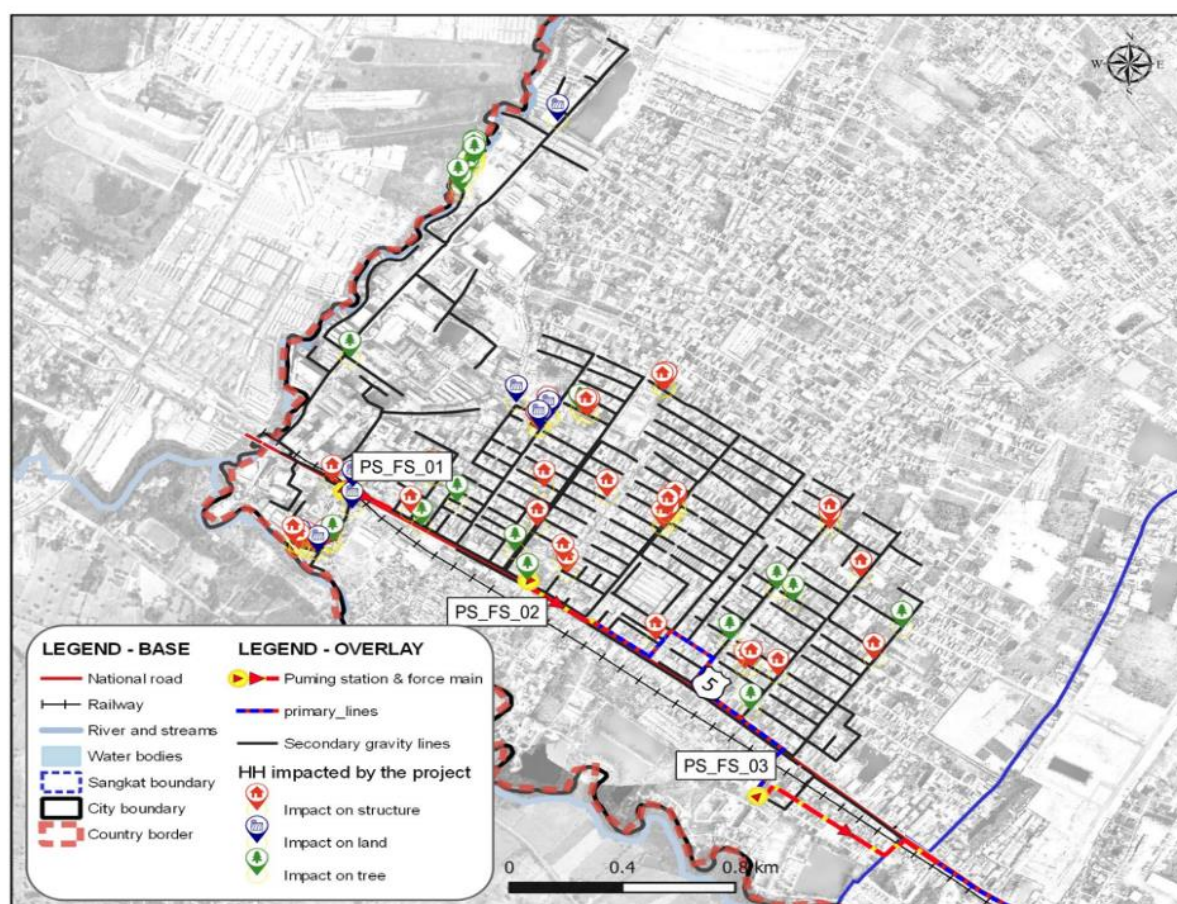 N
W E
S
PS_FS_01
PS_FS_02
5
PS_FS_03
LEGEND - BASE
National road
Railway
River and streams
Water bodies
Sangkat boundary
City boundary
Country border
LEGEND - OVERLAY
Puming station & force main
primary_lines
Secondary gravity lines
HH impacted by the project
Impact on structure
Impact on land
Impact on tree
0 0.4 0.8 km